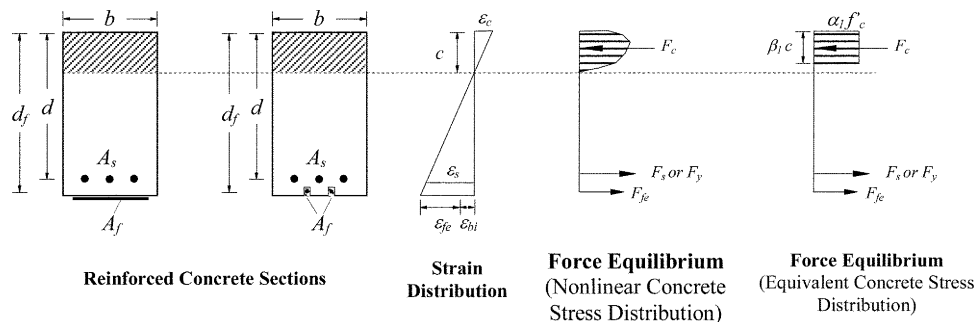 b
b
ε_c
α_1 f'_c
d_f
d
d_f
d
c
F_c
β_1 c
F_c
A_s
A_s
ε_s
F_s or F_y
F_s or F_y
F_fe
F_fe
A_f
A_f
ε_fe
ε_bi
Reinforced Concrete Sections
Strain
Distribution
Force Equilibrium
(Nonlinear Concrete
Stress Distribution)
Force Equilibrium
(Equivalent Concrete Stress
Distribution)